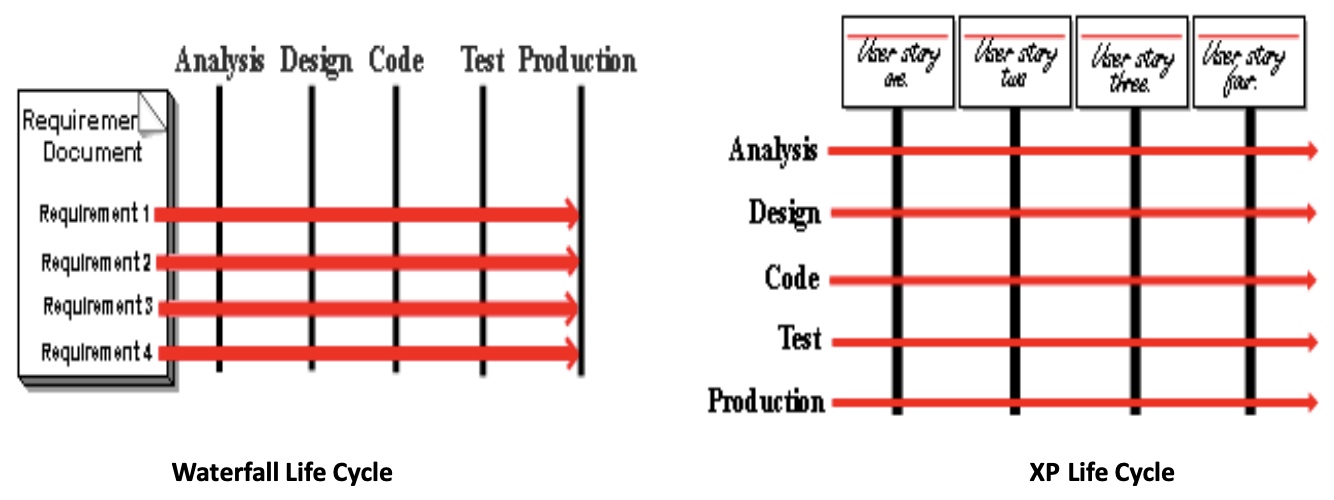 Analysis Design Code Test Production
Requiremen
Document
Requirement 1
Requirement 2
Requirement 3
Requirement 4
Waterfall Life Cycle
User story
one.
User story
two
User story
three.
User story
four.
Analysis
Design
Code
Test
Production
XP Life Cycle